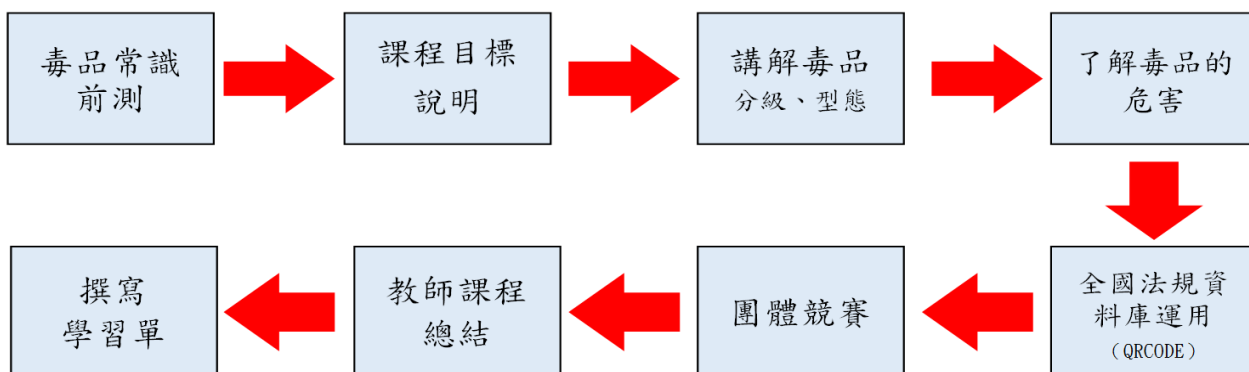 毒品常識
前測
課程目標
說明
講解毒品
分級、型態
了解毒品的
危害
全國法規資
料庫運用
（QRCODE）
團體競賽
教師課程
總結
撰寫
學習單